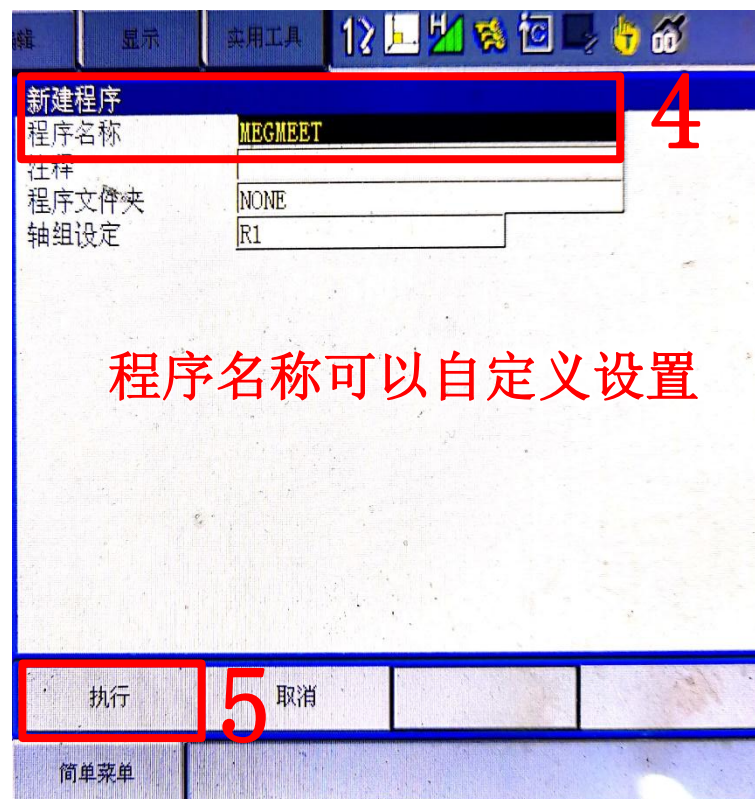 辑 显示 实用工具
新建程序
程序名称 MEGMEET
4
注释
程序文件夹 NONE
轴组设定 R1
程序名称可以自定义设置
执行 5 取消
简单菜单